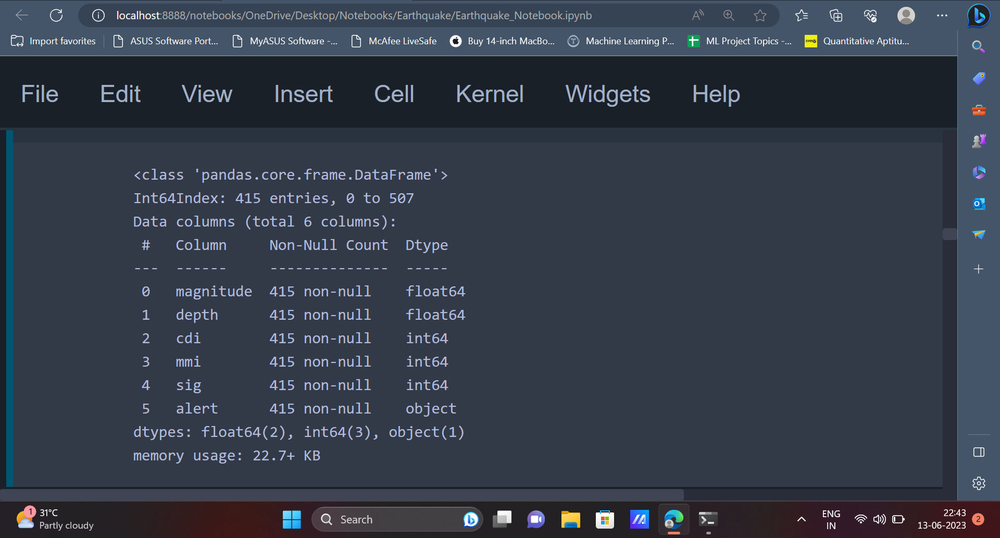 localhost:8888/notebooks/OneDrive/Desktop/Notebooks/Earthquake/Earthquake_Notebook.ipynb
Import favorites ASUS Software Port... MyASUS Software -... McAfee LiveSafe Buy 14-inch MacBo... Machine Learning P... ML Project Topics -... Quantitative Aptitu...
File Edit View Insert Cell Kernel Widgets Help
<class 'pandas.core.frame.DataFrame'>
Int64Index: 415 entries, 0 to 507
Data columns (total 6 columns):
# Column Non-Null Count Dtype
--- ------ -------------- -----
0 magnitude 415 non-null float64
1 depth 415 non-null float64
2 cdi 415 non-null int64
3 mmi 415 non-null int64
4 sig 415 non-null int64
5 alert 415 non-null object
dtypes: float64(2), int64(3), object(1)
memory usage: 22.7+ KB
1 31°C
Partly cloudy
Search
ENG
IN
22:43
13-06-2023
2